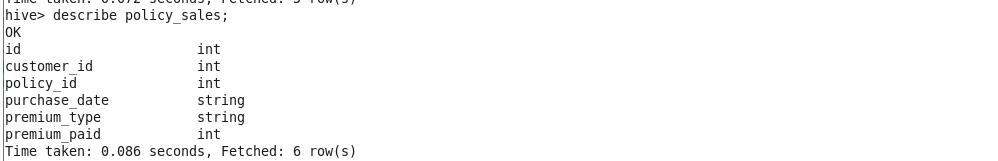 Time taken: 0.072 seconds, Fetched: 3 row(s)
hive> describe policy_sales;
OK
id int
customer_id int
policy_id int
purchase_date string
premium_type string
premium_paid int
Time taken: 0.086 seconds, Fetched: 6 row(s)